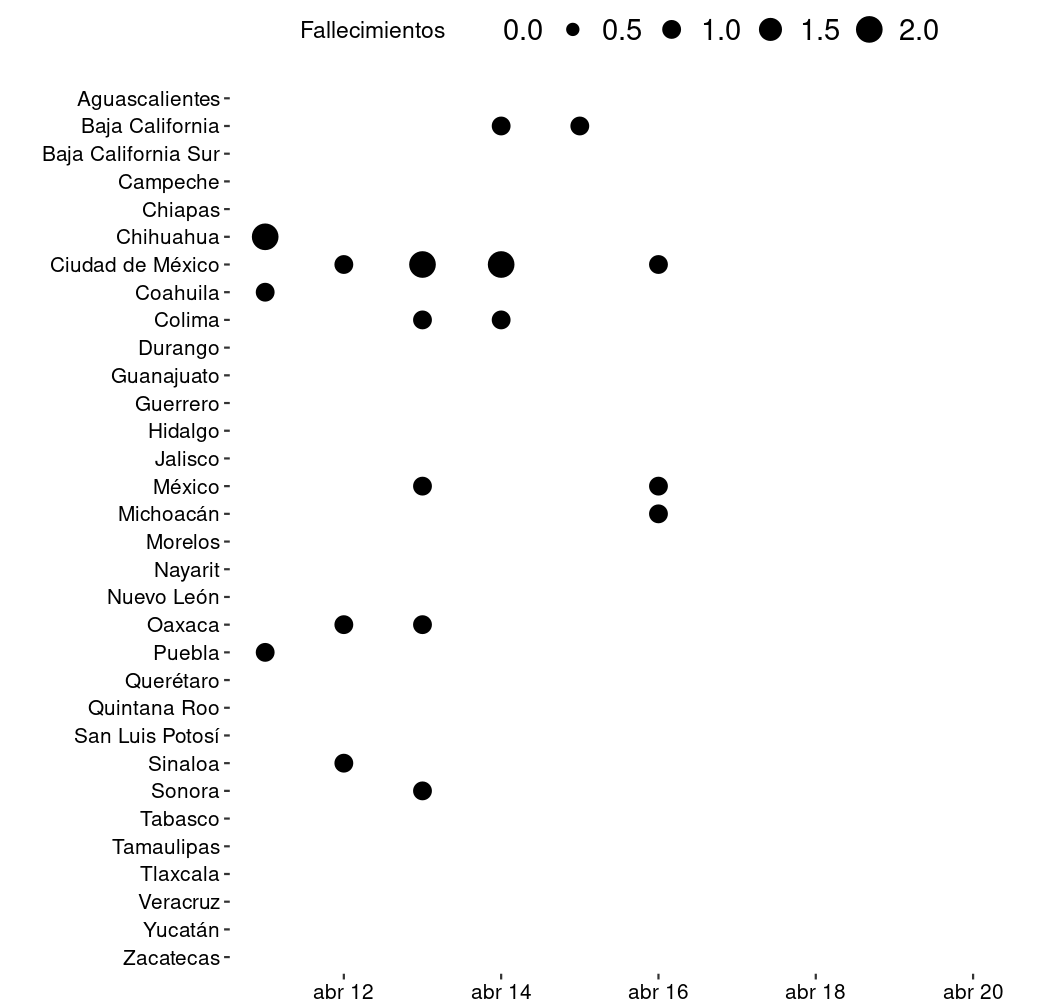 Fallecimientos 0.0 0.5 1.0 1.5 2.0
Aguascalientes
Baja California
Baja California Sur
Campeche
Chiapas
Chihuahua
Ciudad de México
Coahuila
Colima
Durango
Guanajuato
Guerrero
Hidalgo
Jalisco
México
Michoacán
Morelos
Nayarit
Nuevo León
Oaxaca
Puebla
Querétaro
Quintana Roo
San Luis Potosí
Sinaloa
Sonora
Tabasco
Tamaulipas
Tlaxcala
Veracruz
Yucatán
Zacatecas
abr 12 abr 14 abr 16 abr 18 abr 20